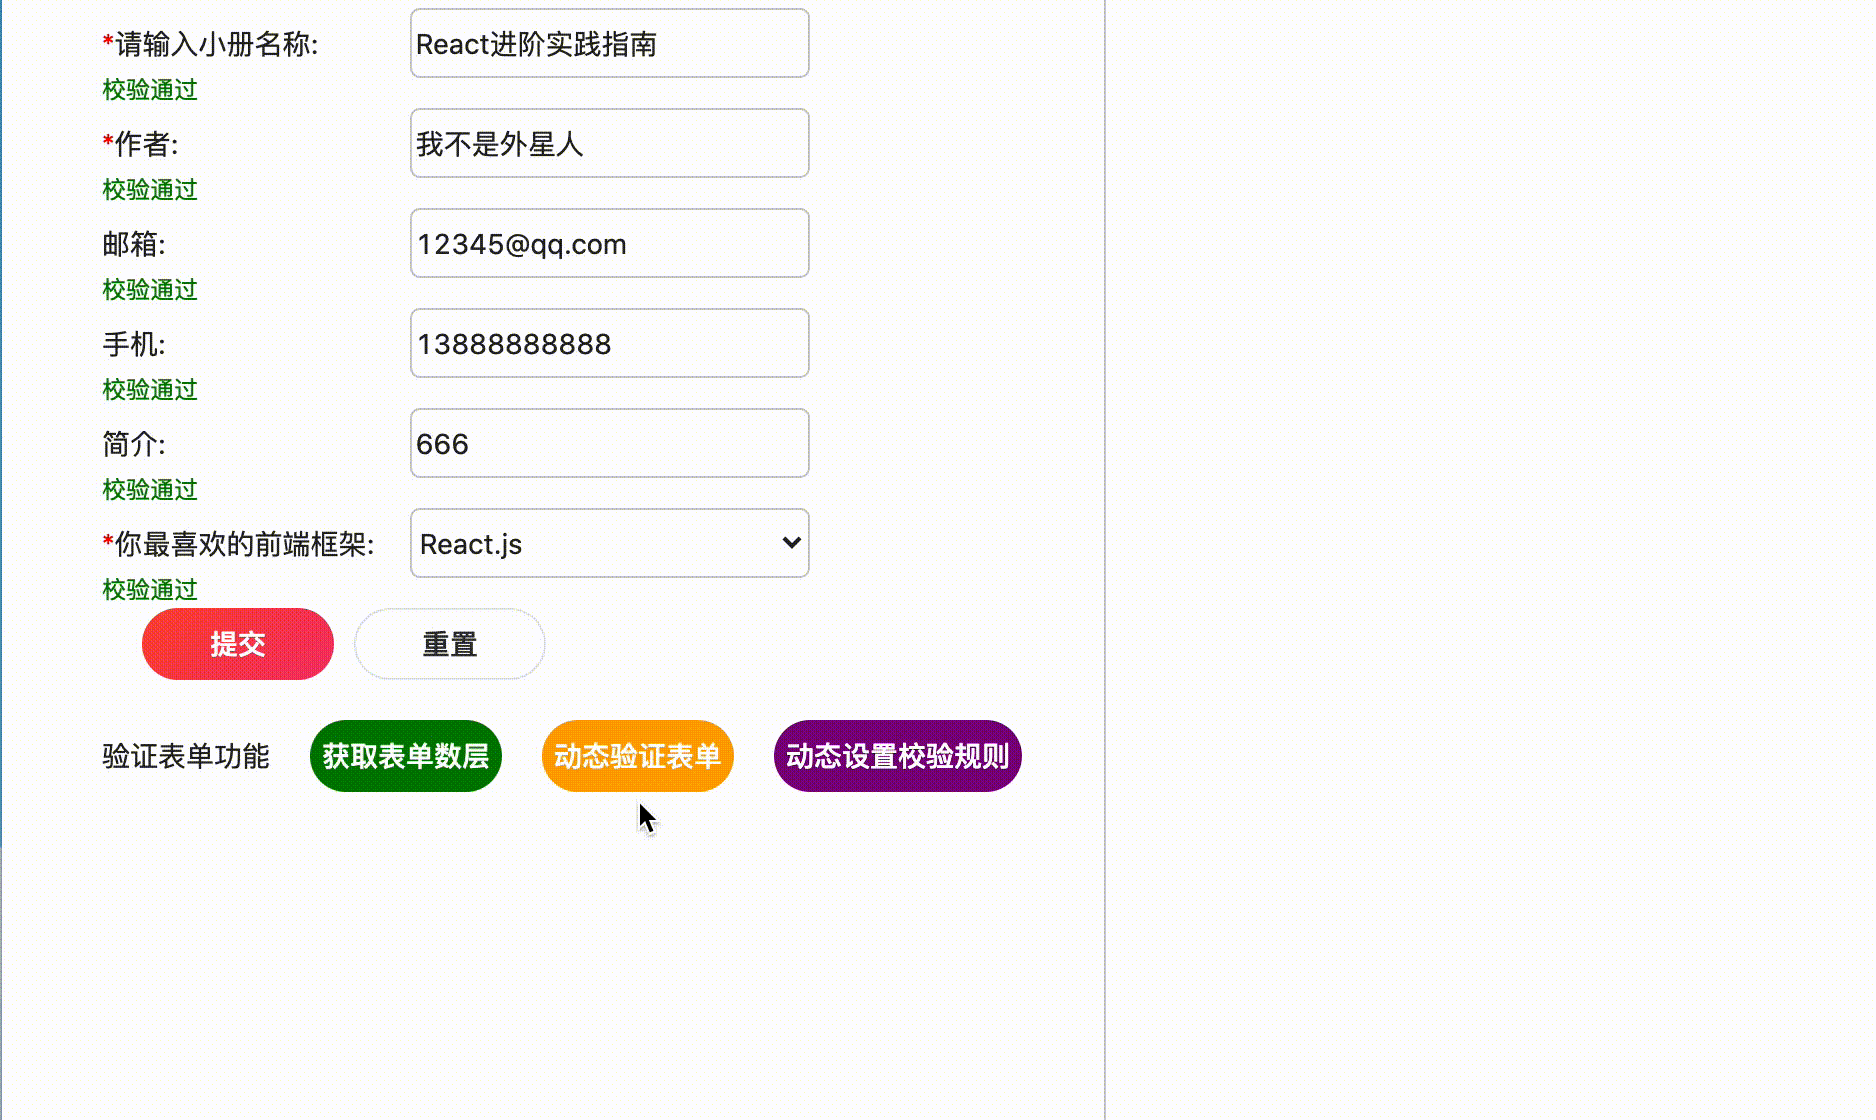 *请输入小册名称: React进阶实践指南
校验通过
*作者: 我不是外星人
校验通过
邮箱: 12345@qq.com
校验通过
手机: 13888888888
校验通过
简介: 666
校验通过
*你最喜欢的前端框架: React.js
校验通过
提交 重置
验证表单功能 获取表单数层 动态验证表单 动态设置校验规则